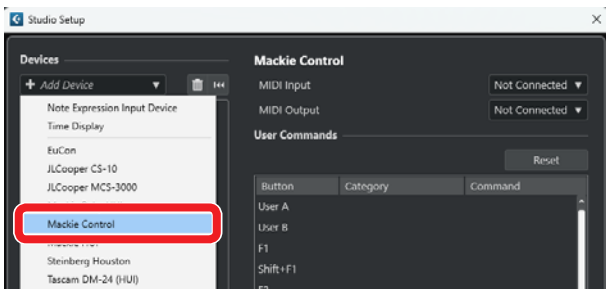 Studio Setup
Devices
Mackie Control
+ Add Device
MIDI Input
Not Connected
Note Expression Input Device
MIDI Output
Not Connected
Time Display
User Commands
EuCon
Reset
JLCooper CS-10
JLCooper MCS-3000
Button
Category
Command
User A
Mackie Control
User B
F1
Steinberg Houston
Shift+F1
Tascam DM-24 (HUI)